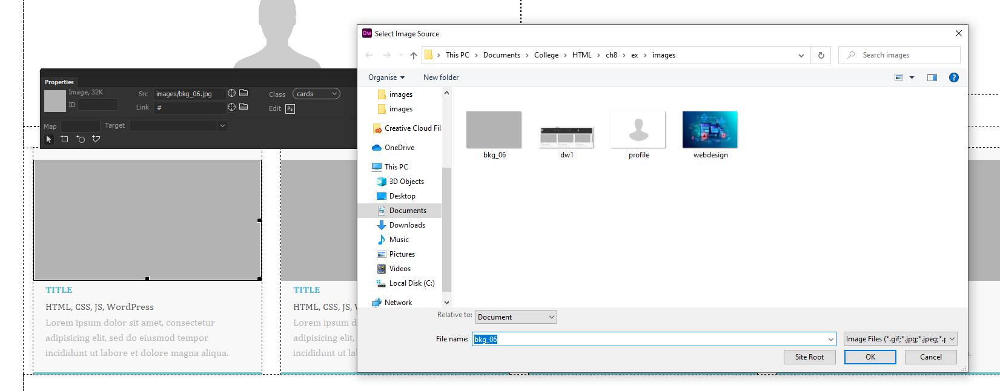 Dw Select Image Source
This PC > Documents > College > HTML > ch8 > ex > images
Search images
Organise New folder
?
Properties
Image, 32K
ID
Src images/bkg_06.jpg
Link #
Class cards
Edit Ps
Map
Target
images
images
Creative Cloud Fil
OneDrive
This PC
3D Objects
Desktop
Documents
Downloads
Music
Pictures
Videos
Local Disk (C:)
Network
bkg_06
dw1
profile
webdesign
Relative to: Document
File name: bkg_06
Image Files (*.gif;*.jpg;*.jpeg;*.p
Site Root OK Cancel
TITLE
HTML, CSS, JS, WordPress
Lorem ipsum dolor sit amet, consectetur
adipisicing elit, sed do eiusmod tempor
incididunt ut labore et dolore magna aliqua.
TITLE
HTML, CSS, JS, W
Lorem ipsum d
adipisicing elit,
incididunt ut la
a.